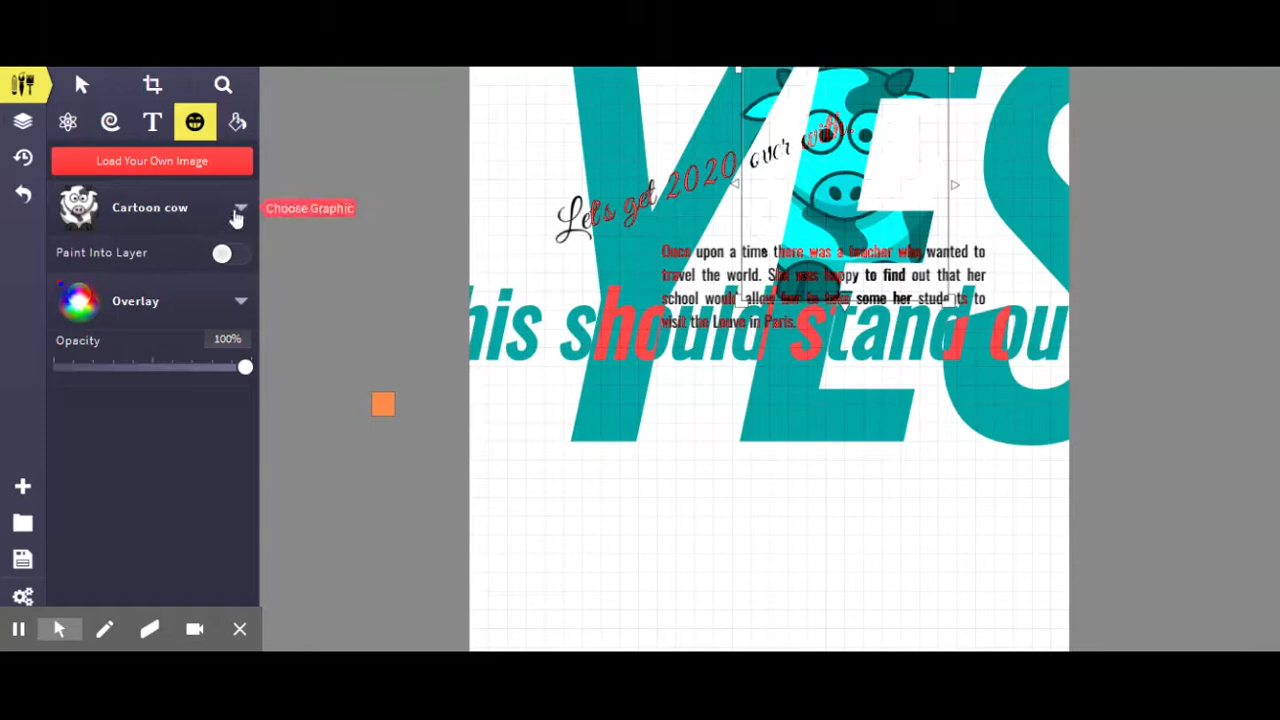 Load Your Own Image
Cartoon cow
Choose Graphic
Paint Into Layer
Overlay
Opacity
100%
YES
Let's get 2020 over with.
Once upon a time there was a teacher who wanted to
travel the world. She was happy to find out that her
school would allow her to take some her students to
visit the Louve in Paris.
his should stand ou